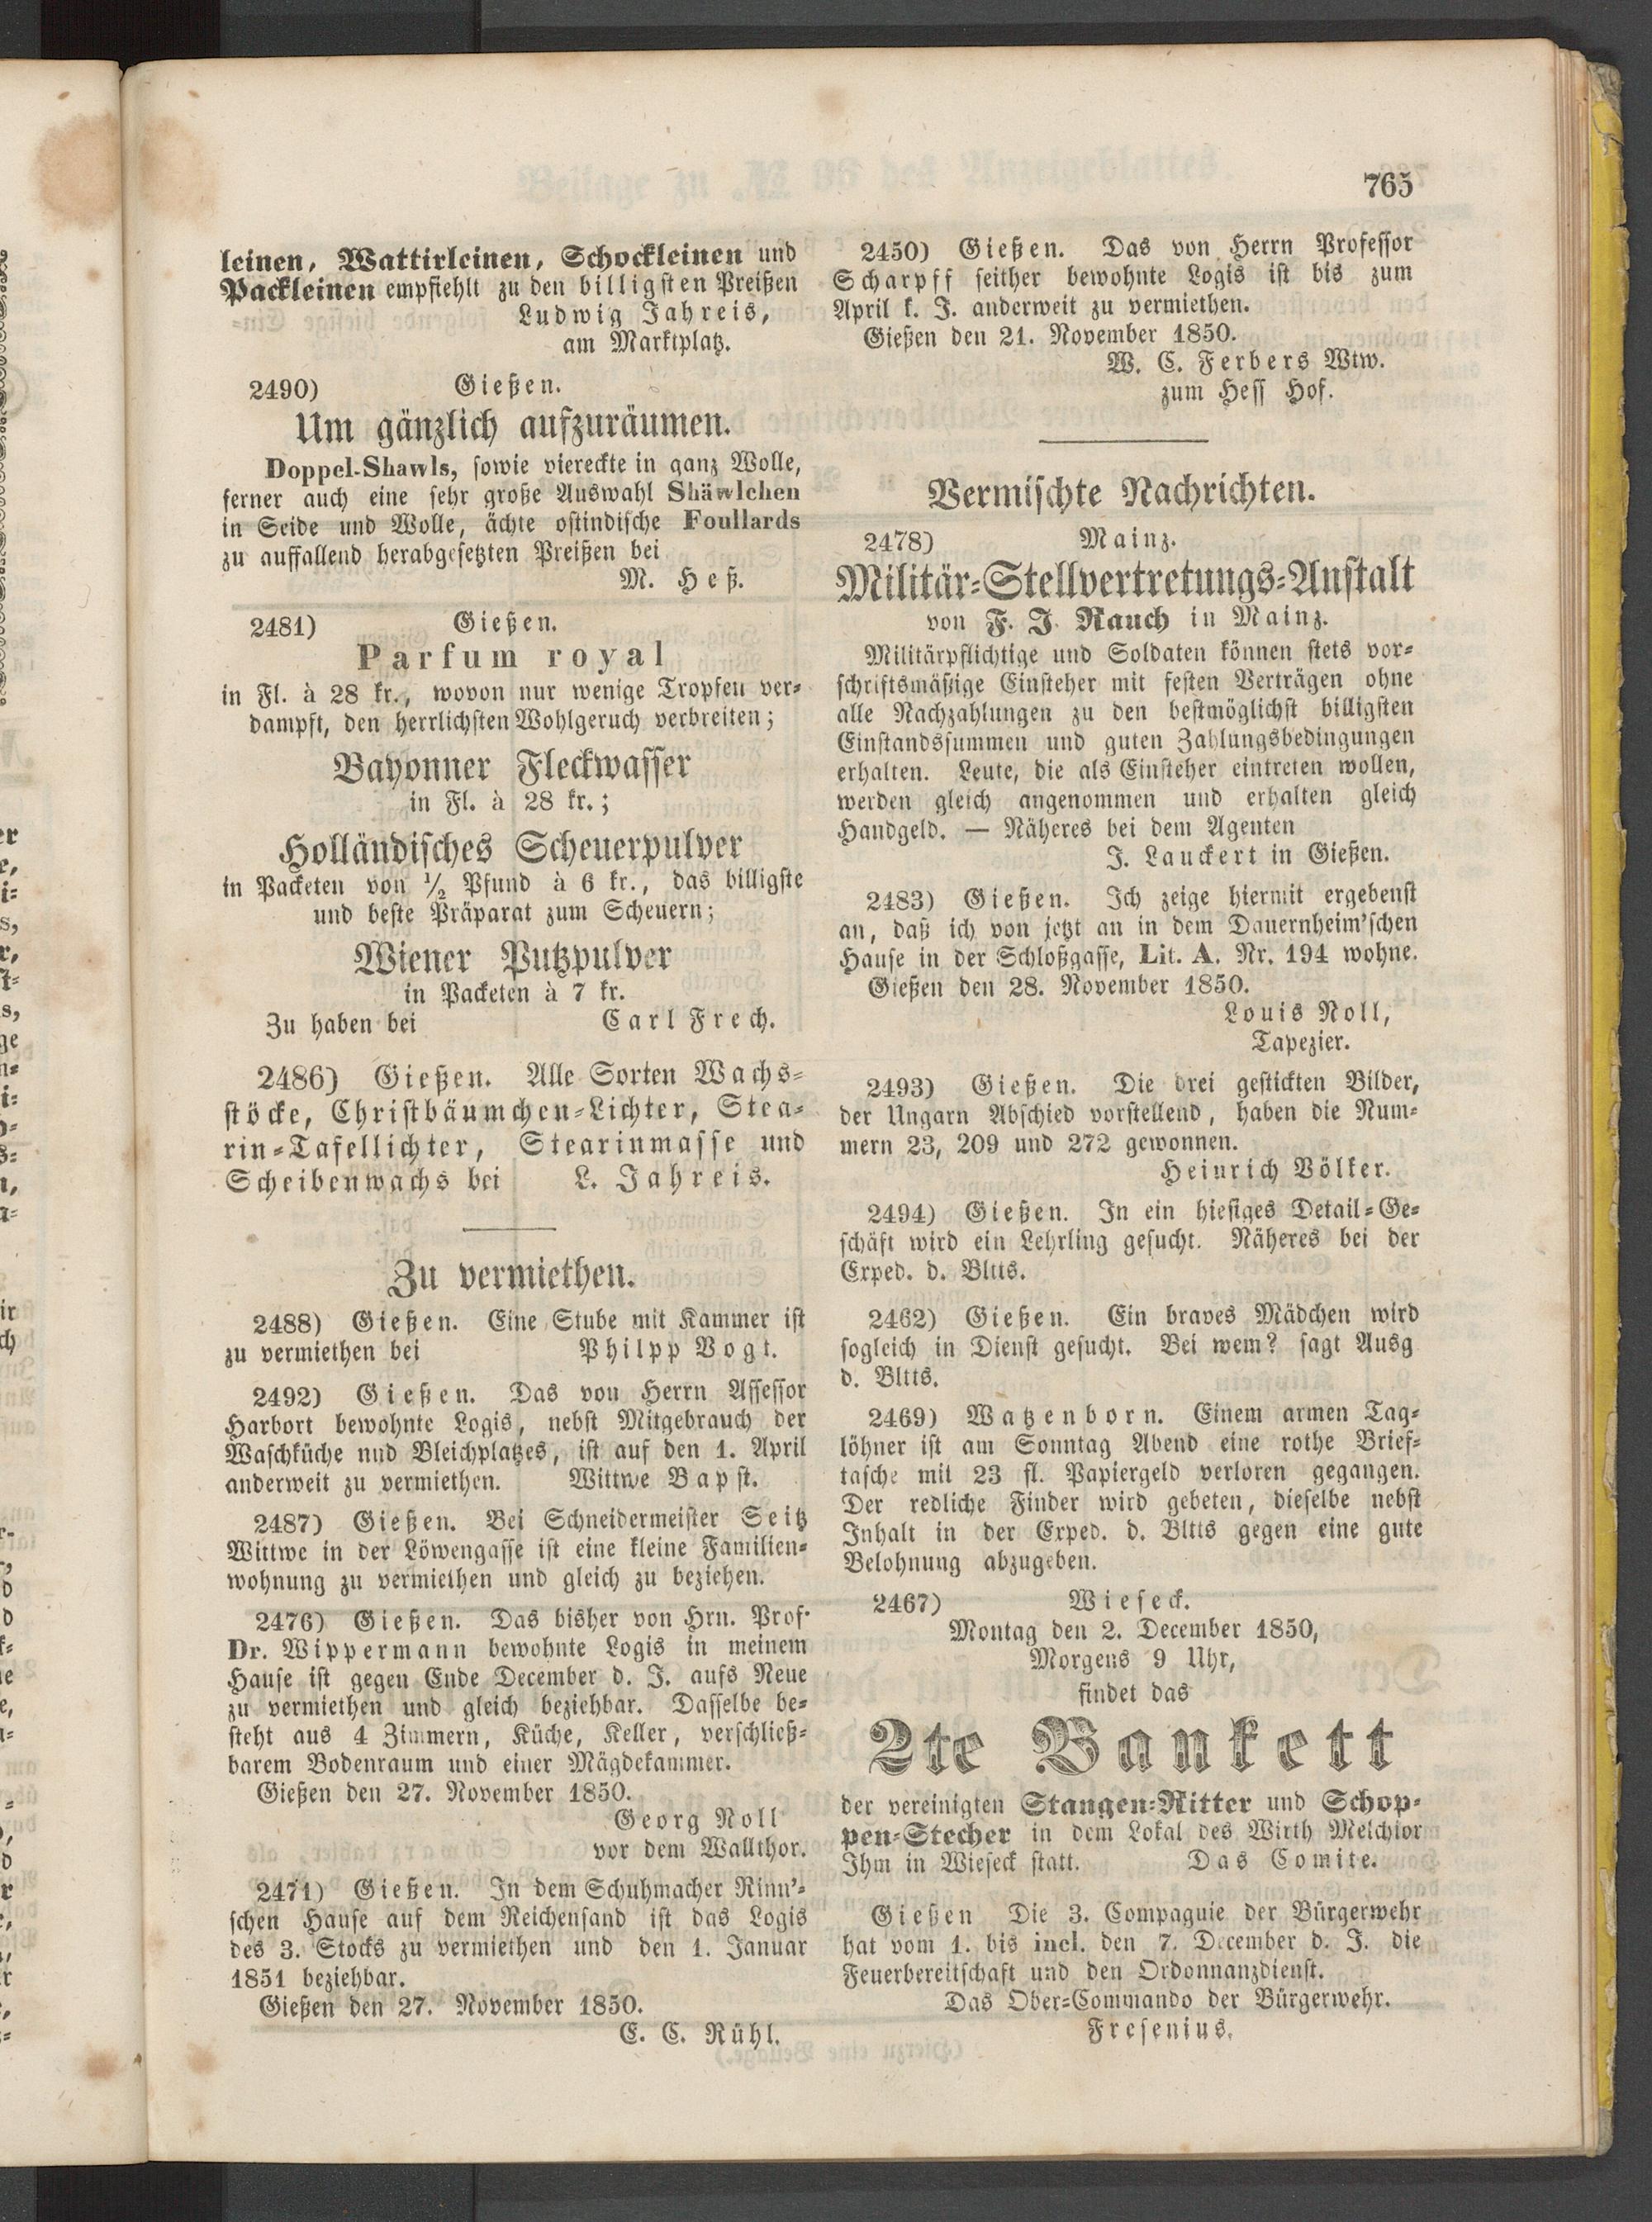 765
leinen, Wattirleinen, Schockleinen und
Packleinen empfiehlt zu den billigsten Preißen
Ludwig Jahreis,
am Marktplatz.
2490) Gießen.
Um gänzlich aufzuräumen.
Doppel-Shawls, sowie viereckte in ganz Wolle,
ferner auch eine sehr große Auswahl Shäwlchen
in Seide und Wolle, ächte ostindische Foullards
zu auffallend herabgesetzten Preißen bei
M. Heß.
2481) Gießen.
Parfum royal
in Fl. à 28 kr., wovon nur wenige Tropfen ver-
dampft, den herrlichsten Wohlgeruch verbreiten;
Bayonner Fleckwasser
in Fl. à 28 kr.;
Holländisches Scheuerpulver
in Packeten von ½ Pfund à 6 kr., das billigste
und beste Präparat zum Scheuern;
Wiener Putzpulver
in Packeten à 7 kr.
Zu haben bei Carl Frech.
2486) Gießen. Alle Sorten Wachs-
stöcke, Christbäumchen-Lichter, Stea-
rin-Tafellichter, Stearinmasse und
Scheibenwachs bei L. Jahreis.
Zu vermiethen.
2488) Gießen. Eine Stube mit Kammer ist
zu vermiethen bei Philpp Vogt.
2492) Gießen. Das von Herrn Assessor
Harbort bewohnte Logis, nebst Mitgebrauch der
Waschküche nud Bleichplatzes, ist auf den 1. April
anderweit zu vermiethen. Wittwe Bapst.
2487) Gießen. Bei Schneidermeister Seitz
Wittwe in der Löwengasse ist eine kleine Familien-
wohnung zu vermiethen und gleich zu beziehen.
2476) Gießen. Das bisher von Hrn. Prof.
Dr. Wippermann bewohnte Logis in meinem
Hause ist gegen Ende December d. J. aufs Neue
zu vermiethen und gleich beziehbar. Dasselbe be-
steht aus 4 Zimmern, Küche, Keller, verschließ-
barem Bodenraum und einer Mägdekammer.
Gießen den 27. November 1850.
Georg Noll
vor dem Wallthor.
2471) Gießen. In dem Schuhmacher Rinn'-
schen Hause auf dem Reichensand ist das Logis
des 3. Stocks zu vermiethen und den 1. Januar
1851 beziehbar.
Gießen den 27. November 1850.
E. C. Rühl.
2450) Gießen. Das von Herrn Professor
Scharpff seither bewohnte Logis ist bis zum
April k. J. anderweit zu vermiethen.
Gießen den 21. November 1850.
W. C. Ferbers Wtw.
zum Hess Hof.
Vermischte Nachrichten.
2478) Mainz.
Militär-Stellvertretungs-Anstalt
von F. J. Rauch in Mainz.
Militärpflichtige und Soldaten können stets vor-
schriftsmäßige Einsteher mit festen Verträgen ohne
alle Nachzahlungen zu den bestmöglichst billigsten
Einstandssummen und guten Zahlungsbedingungen
erhalten. Leute, die als Einsteher eintreten wollen,
werden gleich angenommen und erhalten gleich
Handgeld. — Näheres bei dem Agenten
J. Lauckert in Gießen.
2483) Gießen. Ich zeige hiermit ergebenst
an, daß ich von jetzt an in dem Dauernheim'schen
Hause in der Schloßgasse, Lit. A. Nr. 194 wohne.
Gießen den 28. November 1850.
Louis Noll,
Tapezier.
2493) Gießen. Die drei gestickten Bilder,
der Ungarn Abschied vorstellend, haben die Num-
mern 23, 209 und 272 gewonnen.
Heinrich Völker.
2494) Gießen. In ein hiesiges Detail-Ge-
schäft wird ein Lehrling gesucht. Näheres bei der
Exped. d. Bltts.
2462) Gießen. Ein braves Mädchen wird
sogleich in Dienst gesucht. Bei wem? sagt Ausg
d. Bltts.
2469) Watzenborn. Einem armen Tag-
löhner ist am Sonntag Abend eine rothe Brief-
tasche mit 23 fl. Papiergeld verloren gegangen.
Der redliche Finder wird gebeten, dieselbe nebst
Inhalt in der Exped. d. Bltts gegen eine gute
Belohnung abzugeben.
2467) Wieseck.
Montag den 2. December 1850,
Morgens 9 Uhr,
findet das
2te Bankett
der vereinigten Stangen-Ritter und Schop-
pen-Stecher in dem Lokal des Wirth Melchior
Ihm in Wieseck statt. Das Comite.
Gießen Die 3. Compagnie der Bürgerwehr
hat vom 1. bis incl. den 7. December d. J. die
Feuerbereitschaft und den Ordonnanzdienst.
Das Ober-Commando der Bürgerwehr.
Fresenius.